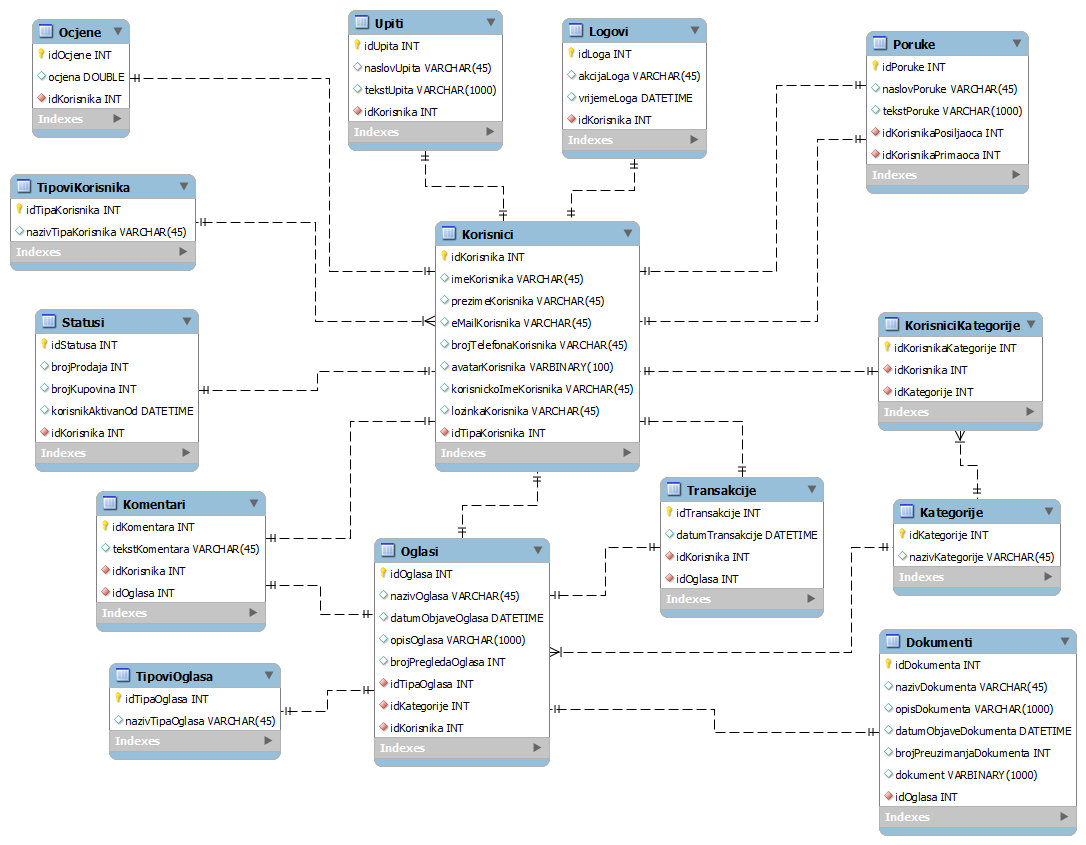 Ocjene
idOcjene INT
ocjena DOUBLE
idKorisnika INT
Indexes
Upiti
idUpita INT
naslovUpita VARCHAR(45)
tekstUpita VARCHAR(1000)
idKorisnika INT
Indexes
Logovi
idLoga INT
akcijaLoga VARCHAR(45)
vrijemeLoga DATETIME
idKorisnika INT
Indexes
Poruke
idPoruke INT
naslovPoruke VARCHAR(45)
tekstPoruke VARCHAR(1000)
idKorisnikaPosiljaoca INT
idKorisnikaPrimaoca INT
Indexes
TipoviKorisnika
idTipaKorisnika INT
nazivTipaKorisnika VARCHAR(45)
Indexes
Korisnici
idKorisnika INT
imeKorisnika VARCHAR(45)
prezimeKorisnika VARCHAR(45)
eMailKorisnika VARCHAR(45)
brojTelefonaKorisnika VARCHAR(45)
avatarKorisnika VARBINARY(100)
korisnickoImeKorisnika VARCHAR(45)
lozinkaKorisnika VARCHAR(45)
idTipaKorisnika INT
Indexes
Statusi
idStatusa INT
brojProdaja INT
brojKupovina INT
korisnikAktivanOd DATETIME
idKorisnika INT
Indexes
KorisniciKategorije
idKorisnikaKategorije INT
idKorisnika INT
idKategorije INT
Indexes
Komentari
idKomentara INT
tekstKomentara VARCHAR(45)
idKorisnika INT
idOglasa INT
Indexes
Oglasi
idOglasa INT
nazivOglasa VARCHAR(45)
datumObjaveOglasa DATETIME
opisOglasa VARCHAR(1000)
brojPregledaOglasa INT
idTipaOglasa INT
idKategorije INT
idKorisnika INT
Indexes
Transakcije
idTransakcije INT
datumTransakcije DATETIME
idKorisnika INT
idOglasa INT
Indexes
Kategorije
idKategorije INT
nazivKategorije VARCHAR(45)
Indexes
TipoviOglasa
idTipaOglasa INT
nazivTipaOglasa VARCHAR(45)
Indexes
Dokumenti
idDokumenta INT
nazivDokumenta VARCHAR(45)
opisDokumenta VARCHAR(1000)
datumObjaveDokumenta DATETIME
brojPreuzimanjaDokumenta INT
dokument VARBINARY(1000)
idOglasa INT
Indexes